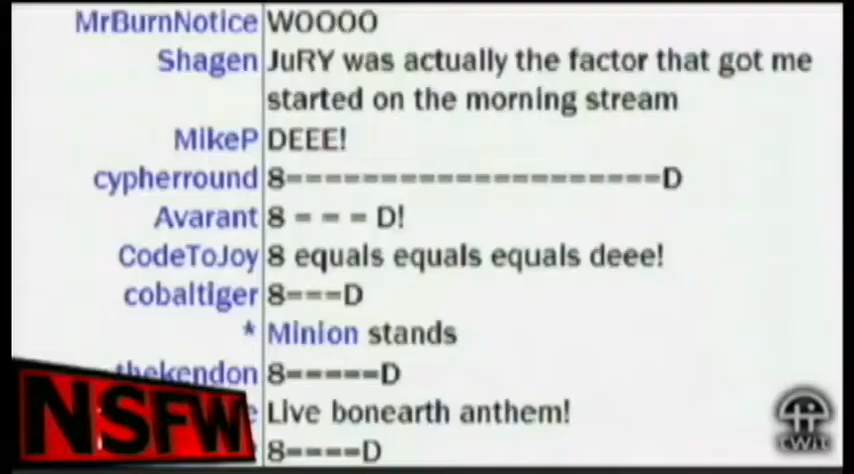 MrBurnNotice WOOOO
Shagen JuRY was actually the factor that got me
started on the morning stream
MikeP DEEE!
cypherround 8====================D
Avarant 8 = = = D!
CodeToJoy 8 equals equals equals deee!
cobaltiger 8===D
* Minion stands
thekendon 8=====D
Live bonearth anthem!
8====D
NSFW
tWiT